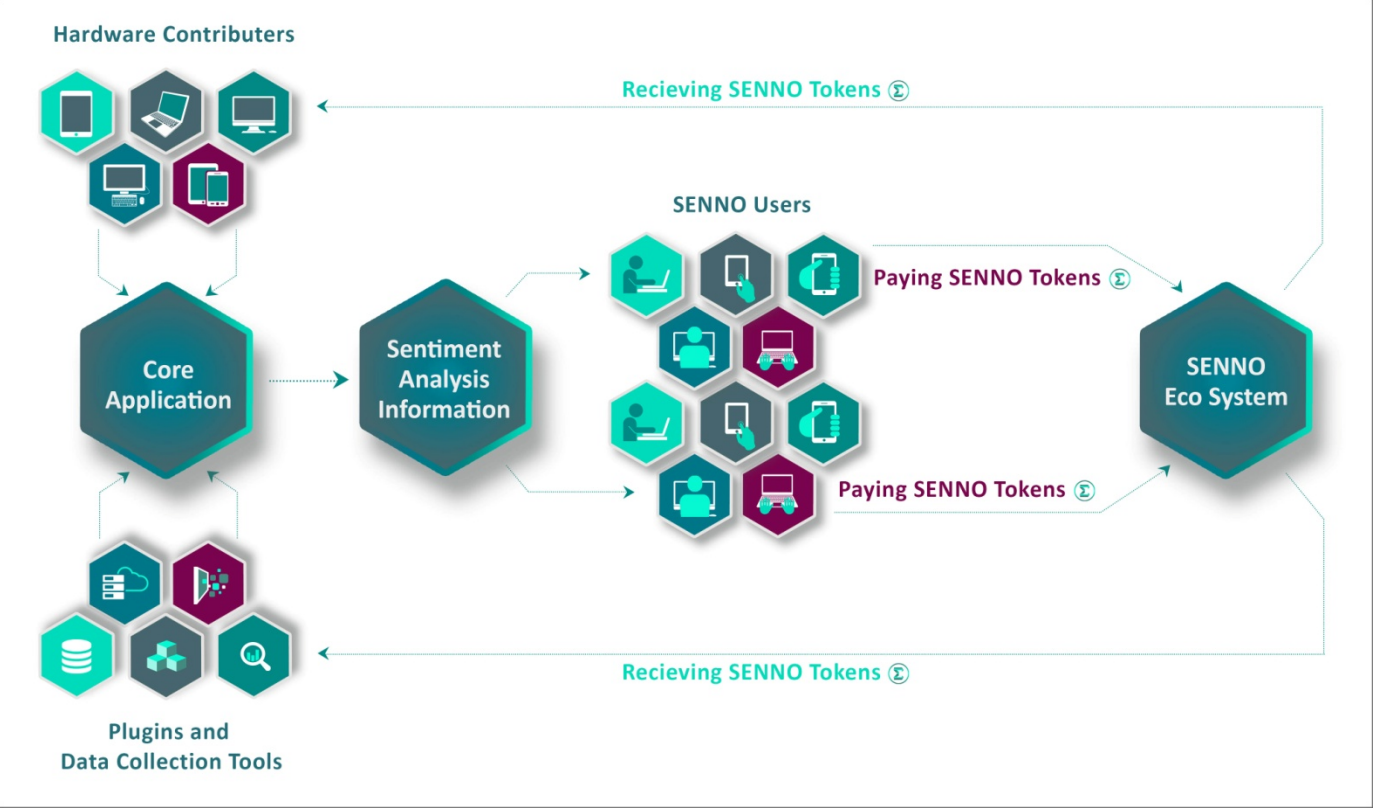 Hardware Contributers
Recieving SENNO Tokens Σ
SENNO Users
Paying SENNO Tokens Σ
Core
Application
Sentiment
Analysis
Information
SENNO
Eco System
Paying SENNO Tokens Σ
Recieving SENNO Tokens Σ
Plugins and
Data Collection Tools